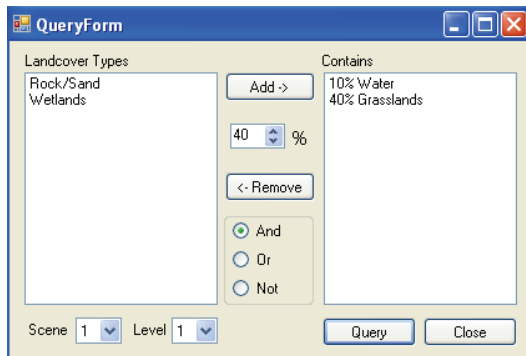 QueryForm
Landcover Types
Rock/Sand
Wetlands
Add ->
40 %
<- Remove
And
Or
Not
Contains
10% Water
40% Grasslands
Scene 1 Level 1
Query Close